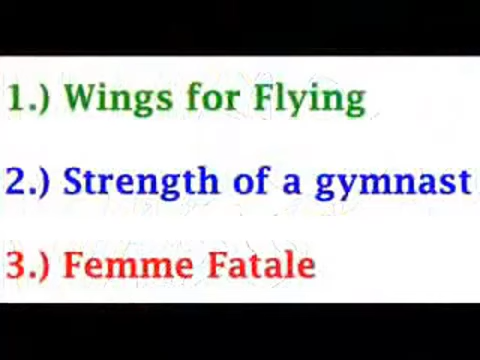 1.) Wings for Flying
2.) Strength of a gymnast
3.) Femme Fatale